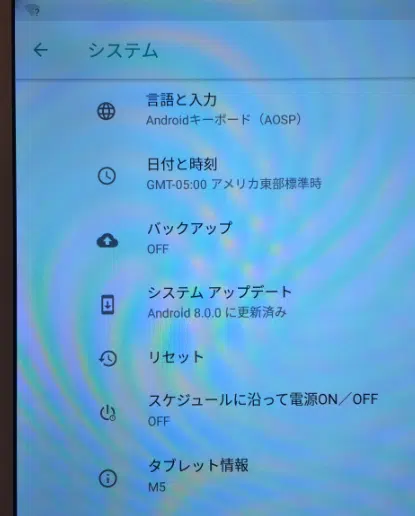 システム
言語と入力
Androidキーボード（AOSP）
日付と時刻
GMT-05:00 アメリカ東部標準時
バックアップ
OFF
システム アップデート
Android 8.0.0 に更新済み
リセット
スケジュールに沿って電源ON／OFF
OFF
タブレット情報
M5